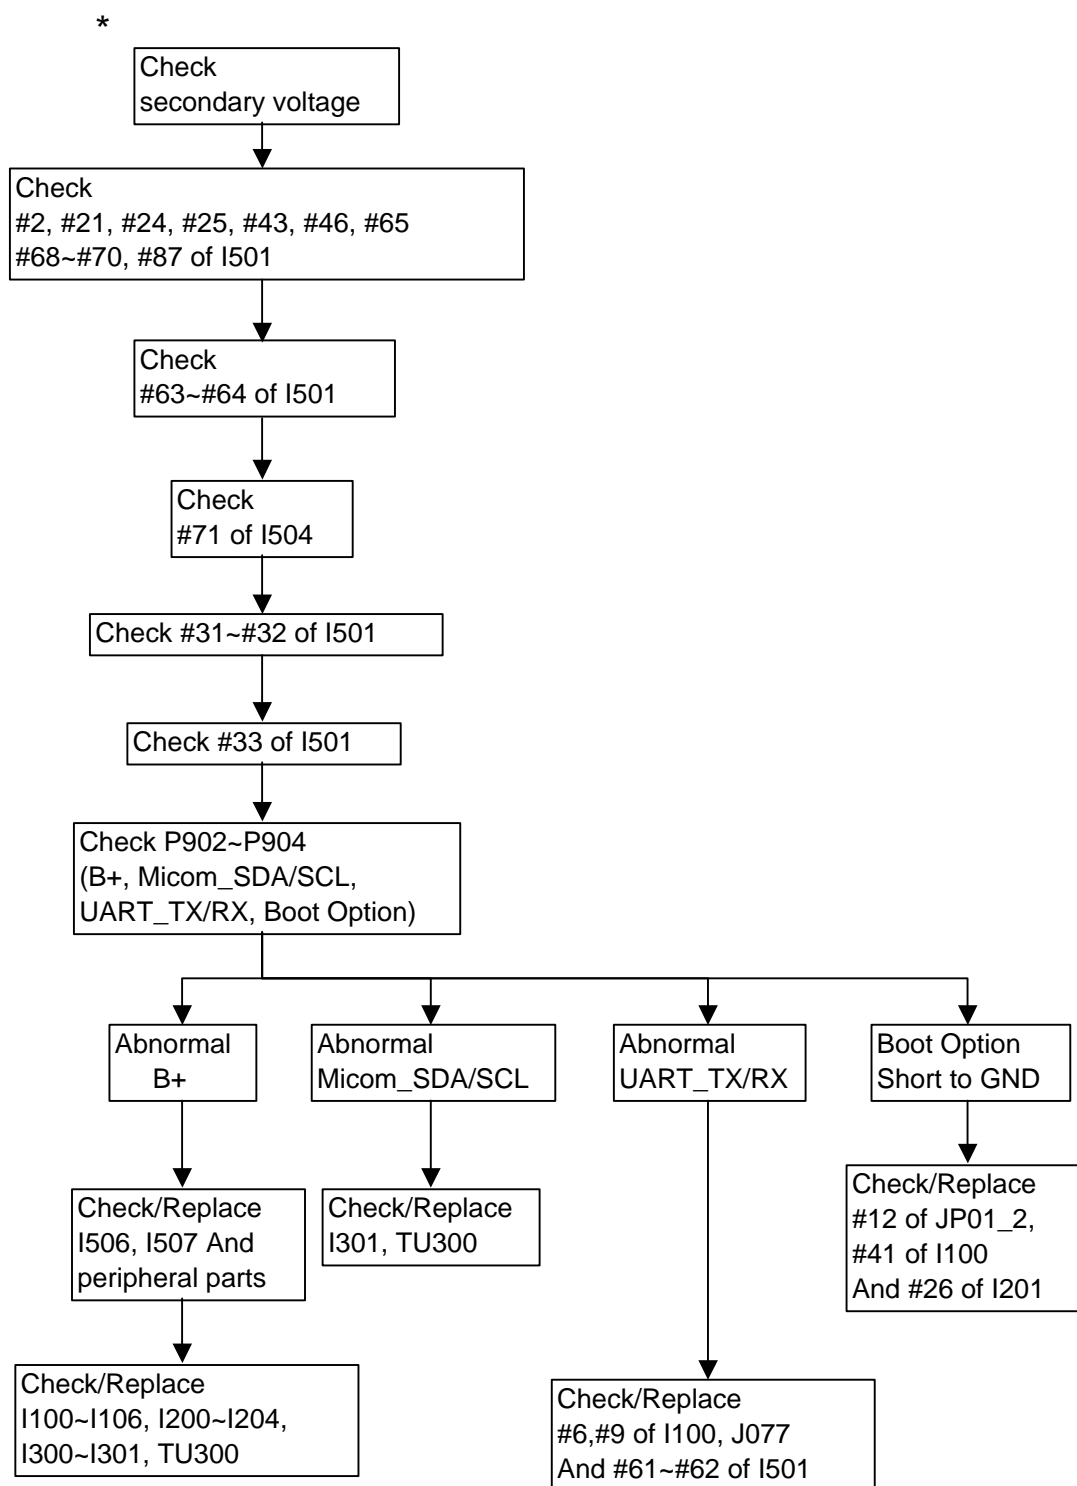 *
Check
secondary voltage
Check
#2, #21, #24, #25, #43, #46, #65
#68~#70, #87 of I501
Check
#63~#64 of I501
Check
#71 of I504
Check #31~#32 of I501
Check #33 of I501
Check P902~P904
(B+, Micom_SDA/SCL,
UART_TX/RX, Boot Option)
Abnormal
B+
Abnormal
Micom_SDA/SCL
Abnormal
UART_TX/RX
Boot Option
Short to GND
Check/Replace
I506, I507 And
peripheral parts
Check/Replace
I301, TU300
Check/Replace
#12 of JP01_2,
#41 of I100
And #26 of I201
Check/Replace
I100~I106, I200~I204,
I300~I301, TU300
Check/Replace
#6,#9 of I100, J077
And #61~#62 of I501